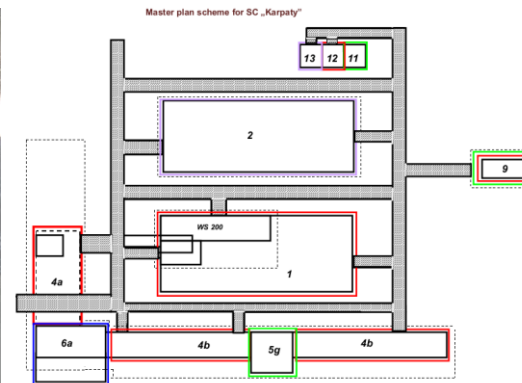 Master plan scheme for SC „Karpaty"
13 12 11
2
9
WS 200
1
4a
6a
4b
5g
4b